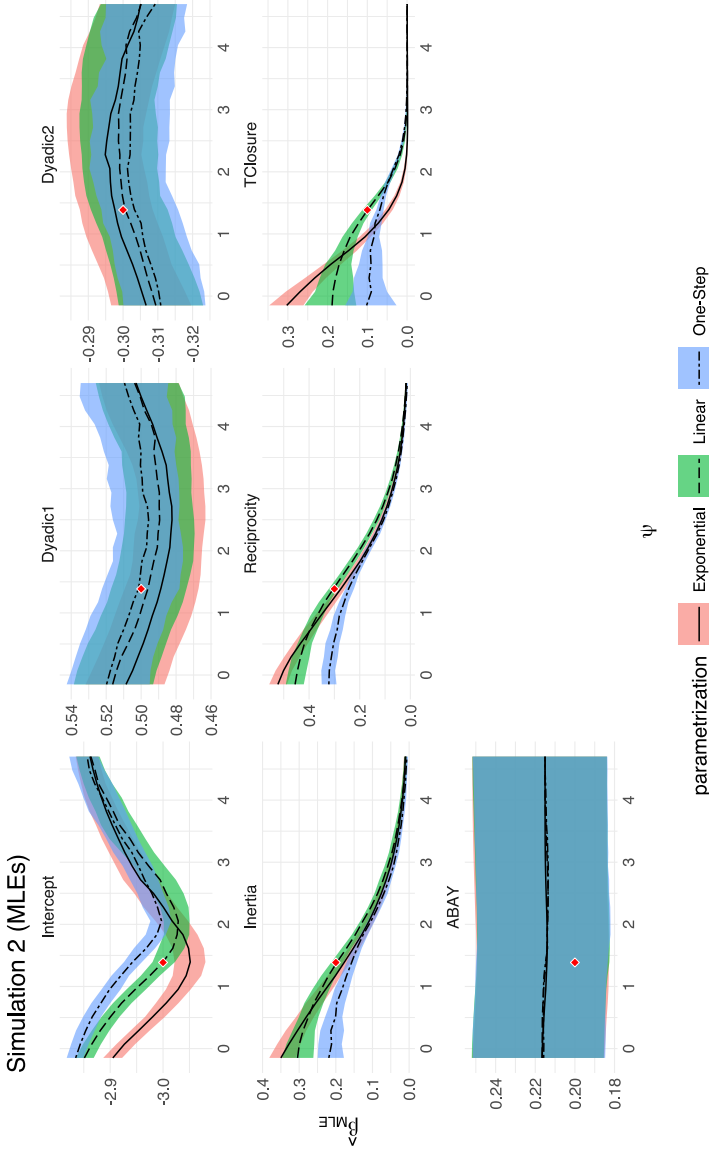 Simulation 2 (MLEs)
Intercept
Dyadic1
Dyadic2
-2.9
-3.0
0 1 2 3 4
0.54
0.52
0.50
0.48
0.46
0 1 2 3 4
-0.29
-0.30
-0.31
-0.32
0 1 2 3 4
Inertia
Reciprocity
TClosure
0.4
0.3
0.2
0.1
0.0
0 1 2 3 4
0.4
0.2
0.0
0 1 2 3 4
0.3
0.2
0.1
0.0
0 1 2 3 4
β̂MLE
ABAY
0.24
0.22
0.20
0.18
0 1 2 3 4
ψ
parametrization Exponential Linear One-Step